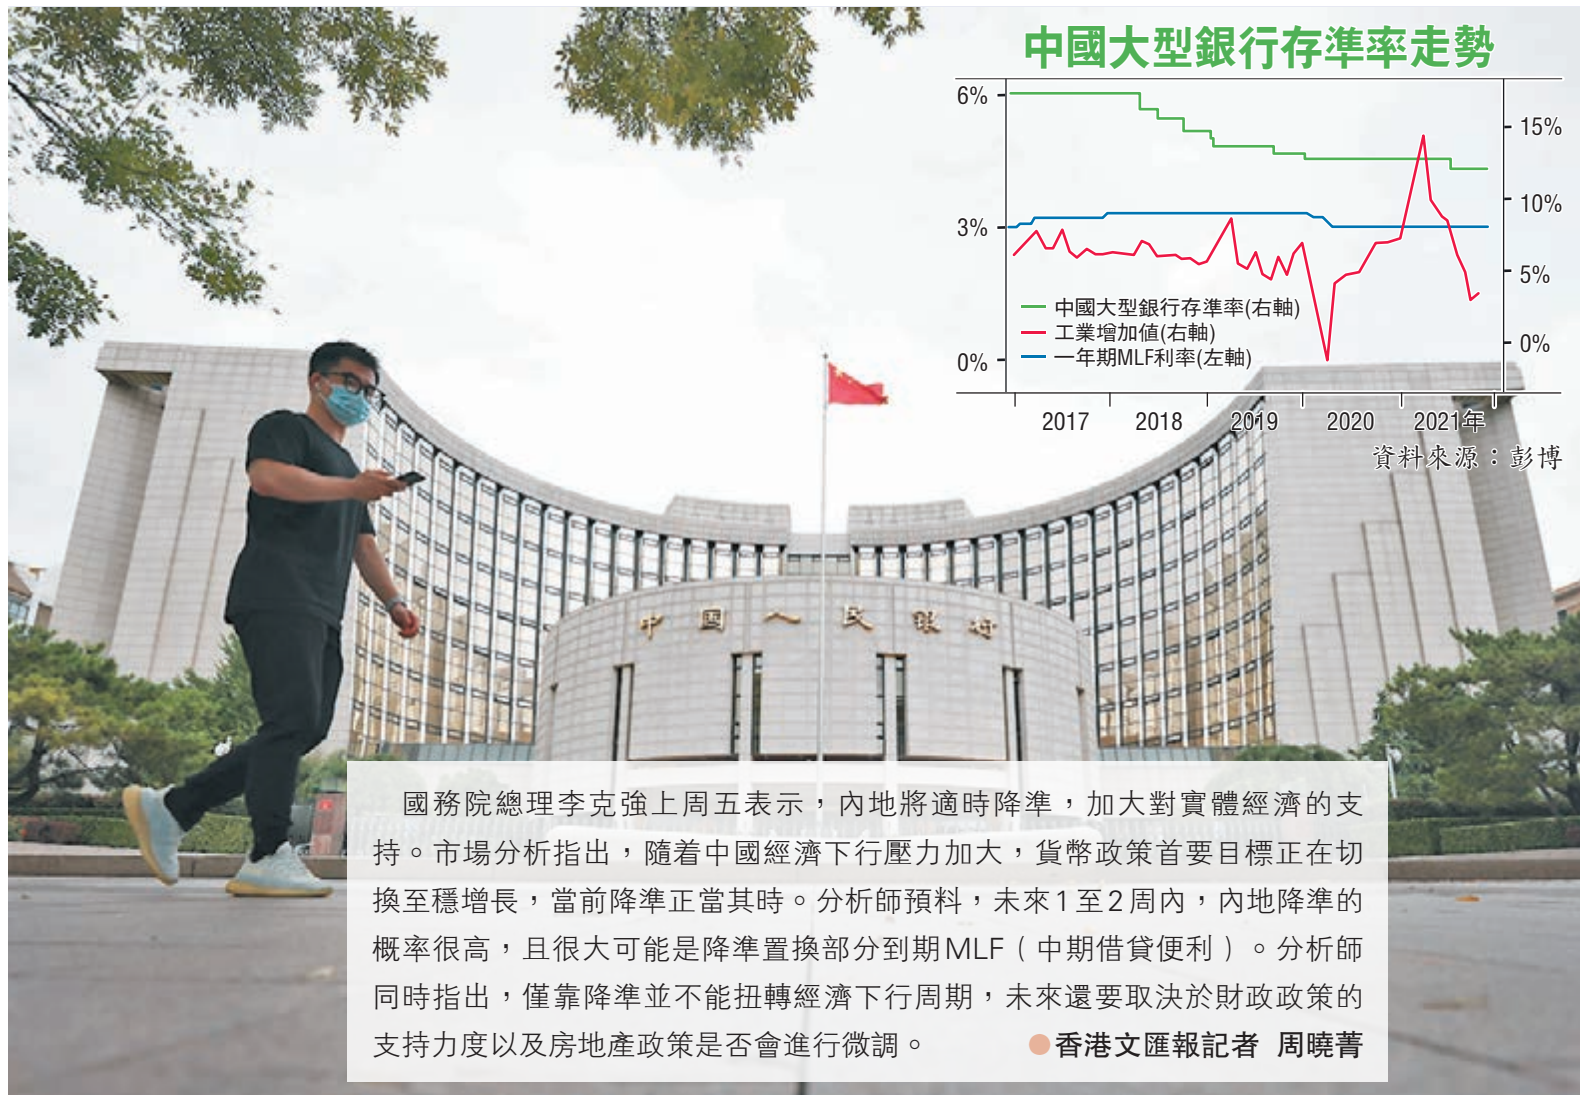 中國大型銀行存準率走勢
6%
3%
0%
15%
10%
5%
0%
中國大型銀行存準率(右軸)
工業增加值(右軸)
一年期MLF利率(左軸)
2017 2018 2019 2020 2021年
資料來源：彭博
中国人民银行
國務院總理李克強上周五表示，內地將適時降準，加大對實體經濟的支
持。市場分析指出，隨着中國經濟下行壓力加大，貨幣政策首要目標正在切
換至穩增長，當前降準正當其時。分析師預料，未來1至2周內，內地降準的
概率很高，且很大可能是降準置換部分到期MLF（中期借貸便利）。分析師
同時指出，僅靠降準並不能扭轉經濟下行周期，未來還要取決於財政政策的
支持力度以及房地產政策是否會進行微調。 ●香港文匯報記者 周曉菁